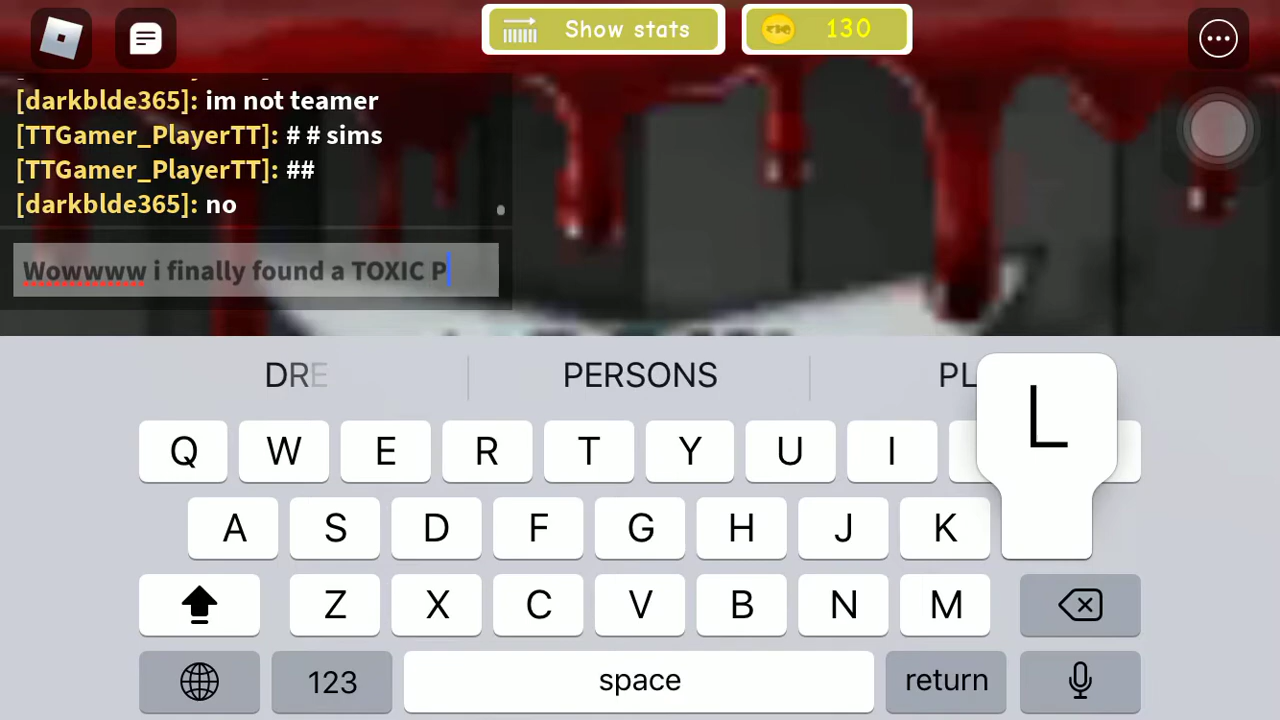 Show stats
130
[darkblde365]: im not teamer
[TTGamer_PlayerTT]: # # sims
[TTGamer_PlayerTT]: ##
[darkblde365]: no
Wowwww i finally found a TOXIC P
DRE PERSONS PL
L
Q W E R T Y U I
A S D F G H J K
Z X C V B N M
123 space return